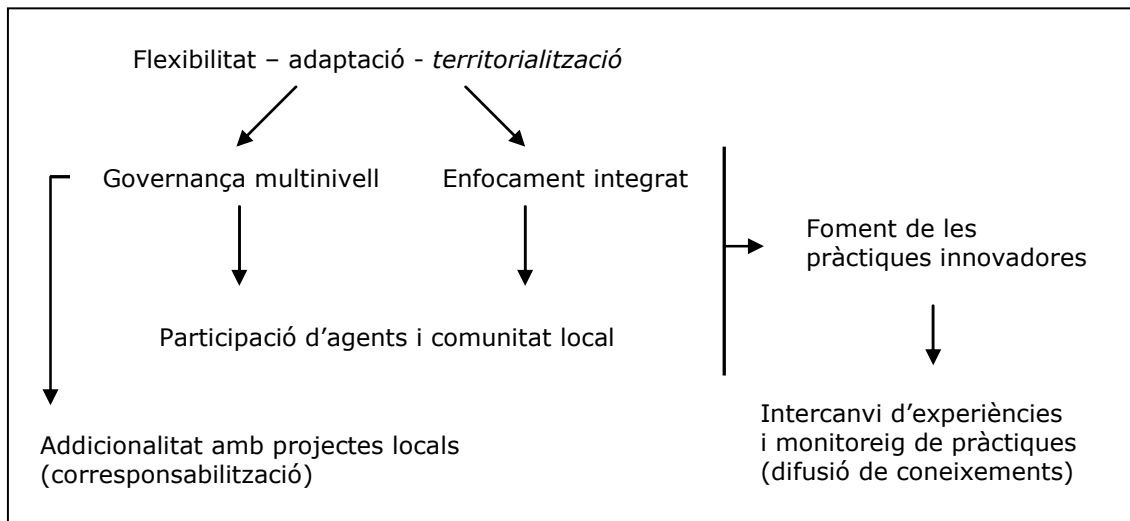 Flexibilitat – adaptació - territorialització
Governança multinivell
Enfocament integrat
Foment de les
pràctiques innovadores
Participació d’agents i comunitat local
Intercanvi d’experiències
i monitoreig de pràctiques
(difusió de coneixements)
Addicionalitat amb projectes locals
(corresponsabilització)